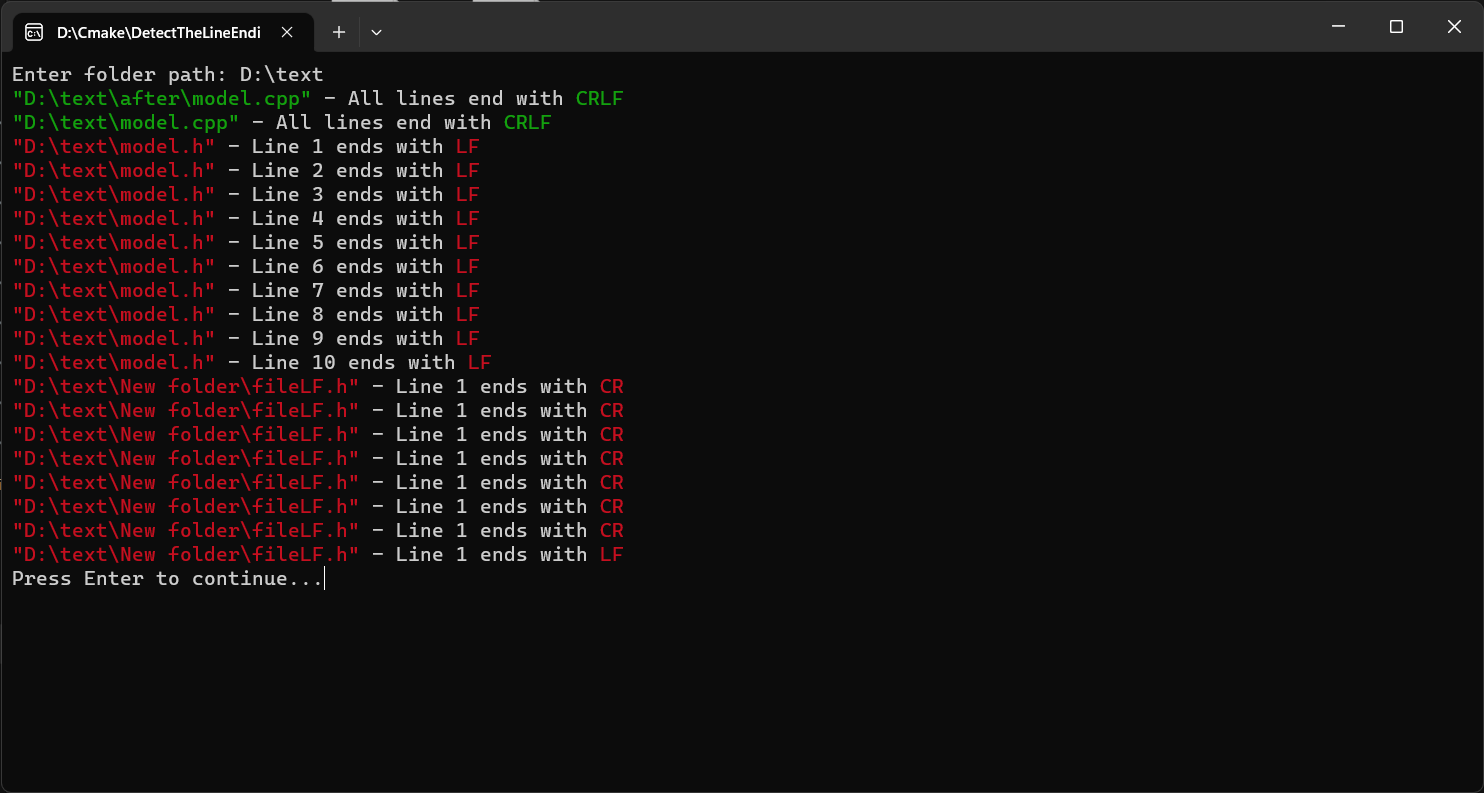 D:\Cmake\DetectTheLineEndi
Enter folder path: D:\text
"D:\text\after\model.cpp" - All lines end with CRLF
"D:\text\model.cpp" - All lines end with CRLF
"D:\text\model.h" - Line 1 ends with LF
"D:\text\model.h" - Line 2 ends with LF
"D:\text\model.h" - Line 3 ends with LF
"D:\text\model.h" - Line 4 ends with LF
"D:\text\model.h" - Line 5 ends with LF
"D:\text\model.h" - Line 6 ends with LF
"D:\text\model.h" - Line 7 ends with LF
"D:\text\model.h" - Line 8 ends with LF
"D:\text\model.h" - Line 9 ends with LF
"D:\text\model.h" - Line 10 ends with LF
"D:\text\New folder\fileLF.h" - Line 1 ends with CR
"D:\text\New folder\fileLF.h" - Line 1 ends with CR
"D:\text\New folder\fileLF.h" - Line 1 ends with CR
"D:\text\New folder\fileLF.h" - Line 1 ends with CR
"D:\text\New folder\fileLF.h" - Line 1 ends with CR
"D:\text\New folder\fileLF.h" - Line 1 ends with CR
"D:\text\New folder\fileLF.h" - Line 1 ends with CR
"D:\text\New folder\fileLF.h" - Line 1 ends with LF
Press Enter to continue...